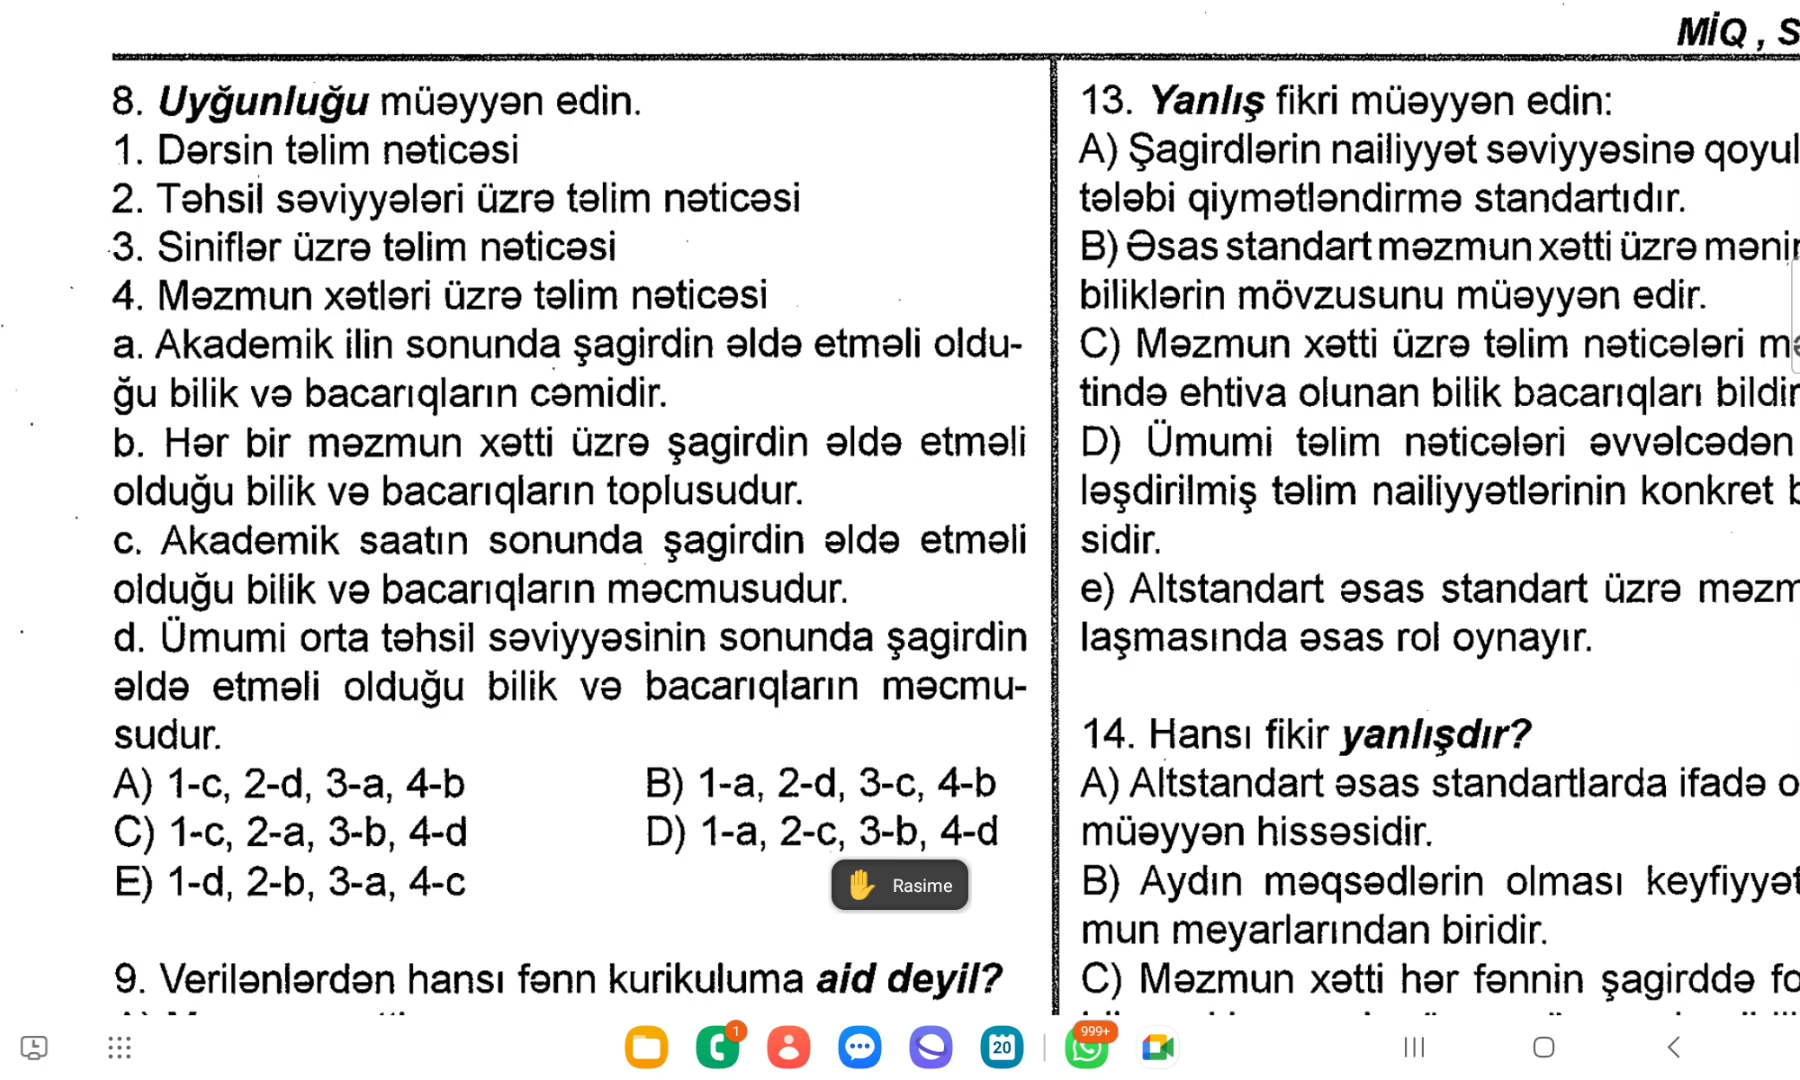 MİQ , S
8. Uyğunluğu müəyyən edin.
1. Dərsin təlim nəticəsi
2. Təhsil səviyyələri üzrə təlim nəticəsi
3. Siniflər üzrə təlim nəticəsi
4. Məzmun xətləri üzrə təlim nəticəsi
a. Akademik ilin sonunda şagirdin əldə etməli oldu-
ğu bilik və bacarıqların cəmidir.
b. Hər bir məzmun xətti üzrə şagirdin əldə etməli
olduğu bilik və bacarıqların toplusudur.
c. Akademik saatın sonunda şagirdin əldə etməli
olduğu bilik və bacarıqların məcmusudur.
d. Ümumi orta təhsil səviyyəsinin sonunda şagirdin
əldə etməli olduğu bilik və bacarıqların məcmu-
sudur.
A) 1-c, 2-d, 3-a, 4-b B) 1-a, 2-d, 3-c, 4-b
C) 1-c, 2-a, 3-b, 4-d D) 1-a, 2-c, 3-b, 4-d
E) 1-d, 2-b, 3-a, 4-c
Rasime
9. Verilənlərdən hansı fənn kurikuluma aid deyil?
13. Yanlış fikri müəyyən edin:
A) Şagirdlərin nailiyyət səviyyəsinə qoyul
tələbi qiymətləndirmə standartıdır.
B) Əsas standart məzmun xətti üzrə mənim
biliklərin mövzusunu müəyyən edir.
C) Məzmun xətti üzrə təlim nəticələri mə
tində ehtiva olunan bilik bacarıqları bildir
D) Ümumi təlim nəticələri əvvəlcədən
ləşdirilmiş təlim nailiyyətlərinin konkret b
sidir.
e) Altstandart əsas standart üzrə məzm
laşmasında əsas rol oynayır.
14. Hansı fikir yanlışdır?
A) Altstandart əsas standartlarda ifadə o
müəyyən hissəsidir.
B) Aydın məqsədlərin olması keyfiyyət
mun meyarlarından biridir.
C) Məzmun xətti hər fənnin şagirddə fo
1
20
999+